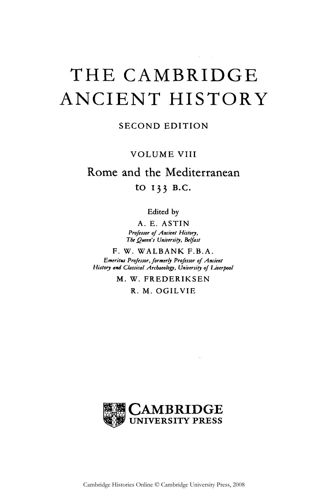 THE CAMBRIDGE
ANCIENT HISTORY
SECOND EDITION
VOLUME VIII
Rome and the Mediterranean
to 133 B.C.
Edited by
A. E. ASTIN
Professor of Ancient History,
The Queen's University, Belfast
F. W. WALBANK F.B.A.
Emeritus Professor, formerly Professor of Ancient
History and Classical Archaeology, University of Liverpool
M. W. FREDERIKSEN
R. M. OGILVIE
CAMBRIDGE
UNIVERSITY PRESS
Cambridge Histories Online © Cambridge University Press, 2008